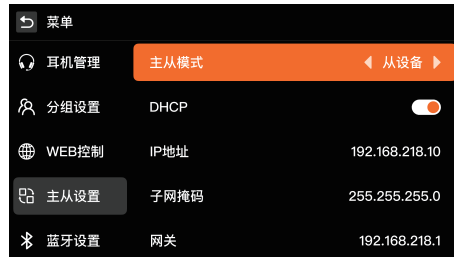 菜单
耳机管理
主从模式 从设备
分组设置
DHCP
WEB控制
IP地址 192.168.218.10
主从设置
子网掩码 255.255.255.0
蓝牙设置
网关 192.168.218.1